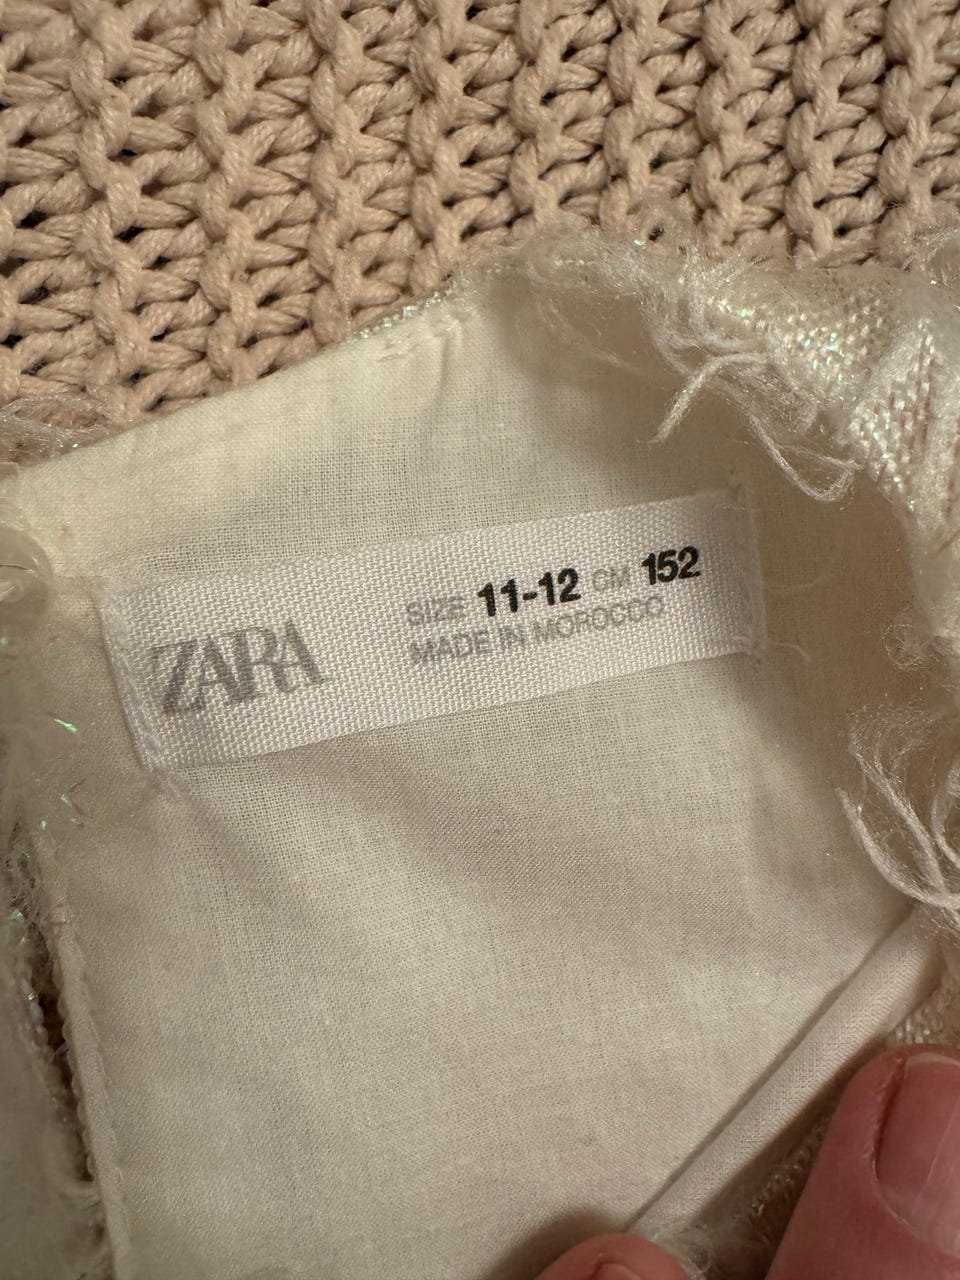 ZARA
SIZE 11-12 CM 152
MADE IN MOROCCO